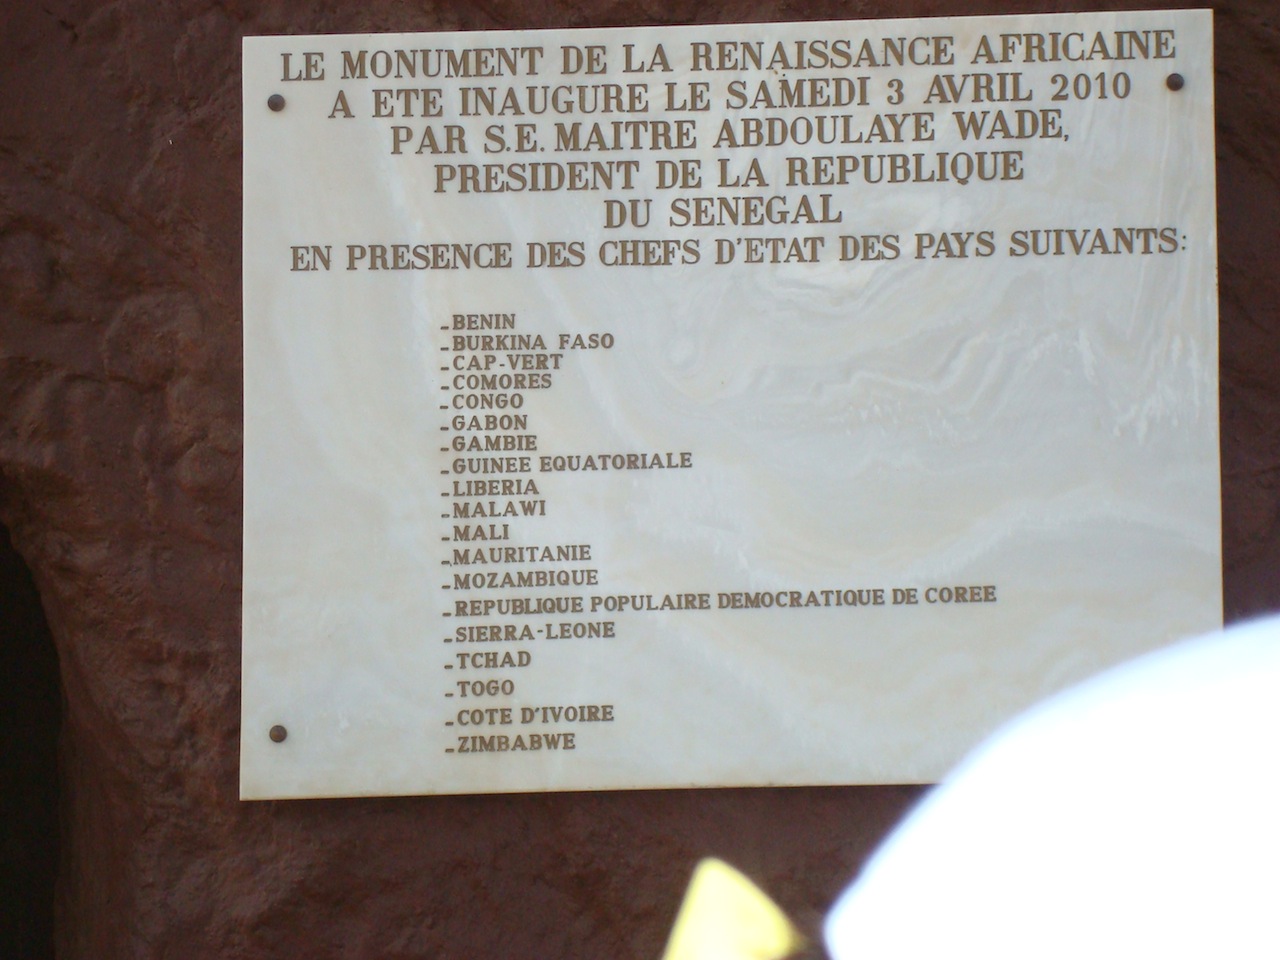 LE MONUMENT DE LA RENAISSANCE AFRICAINE
A ETE INAUGURE LE SAMEDI 3 AVRIL 2010
PAR S.E. MAITRE ABDOULAYE WADE,
PRESIDENT DE LA REPUBLIQUE
DU SENEGAL
EN PRESENCE DES CHEFS D'ETAT DES PAYS SUIVANTS:
-BENIN
-BURKINA FASO
-CAP-VERT
-COMORES
-CONGO
-GABON
-GAMBIE
-GUINEE EQUATORIALE
-LIBERIA
-MALAWI
-MALI
-MAURITANIE
-MOZAMBIQUE
-REPUBLIQUE POPULAIRE DEMOCRATIQUE DE COREE
-SIERRA-LEONE
-TCHAD
-TOGO
-COTE D'IVOIRE
-ZIMBABWE